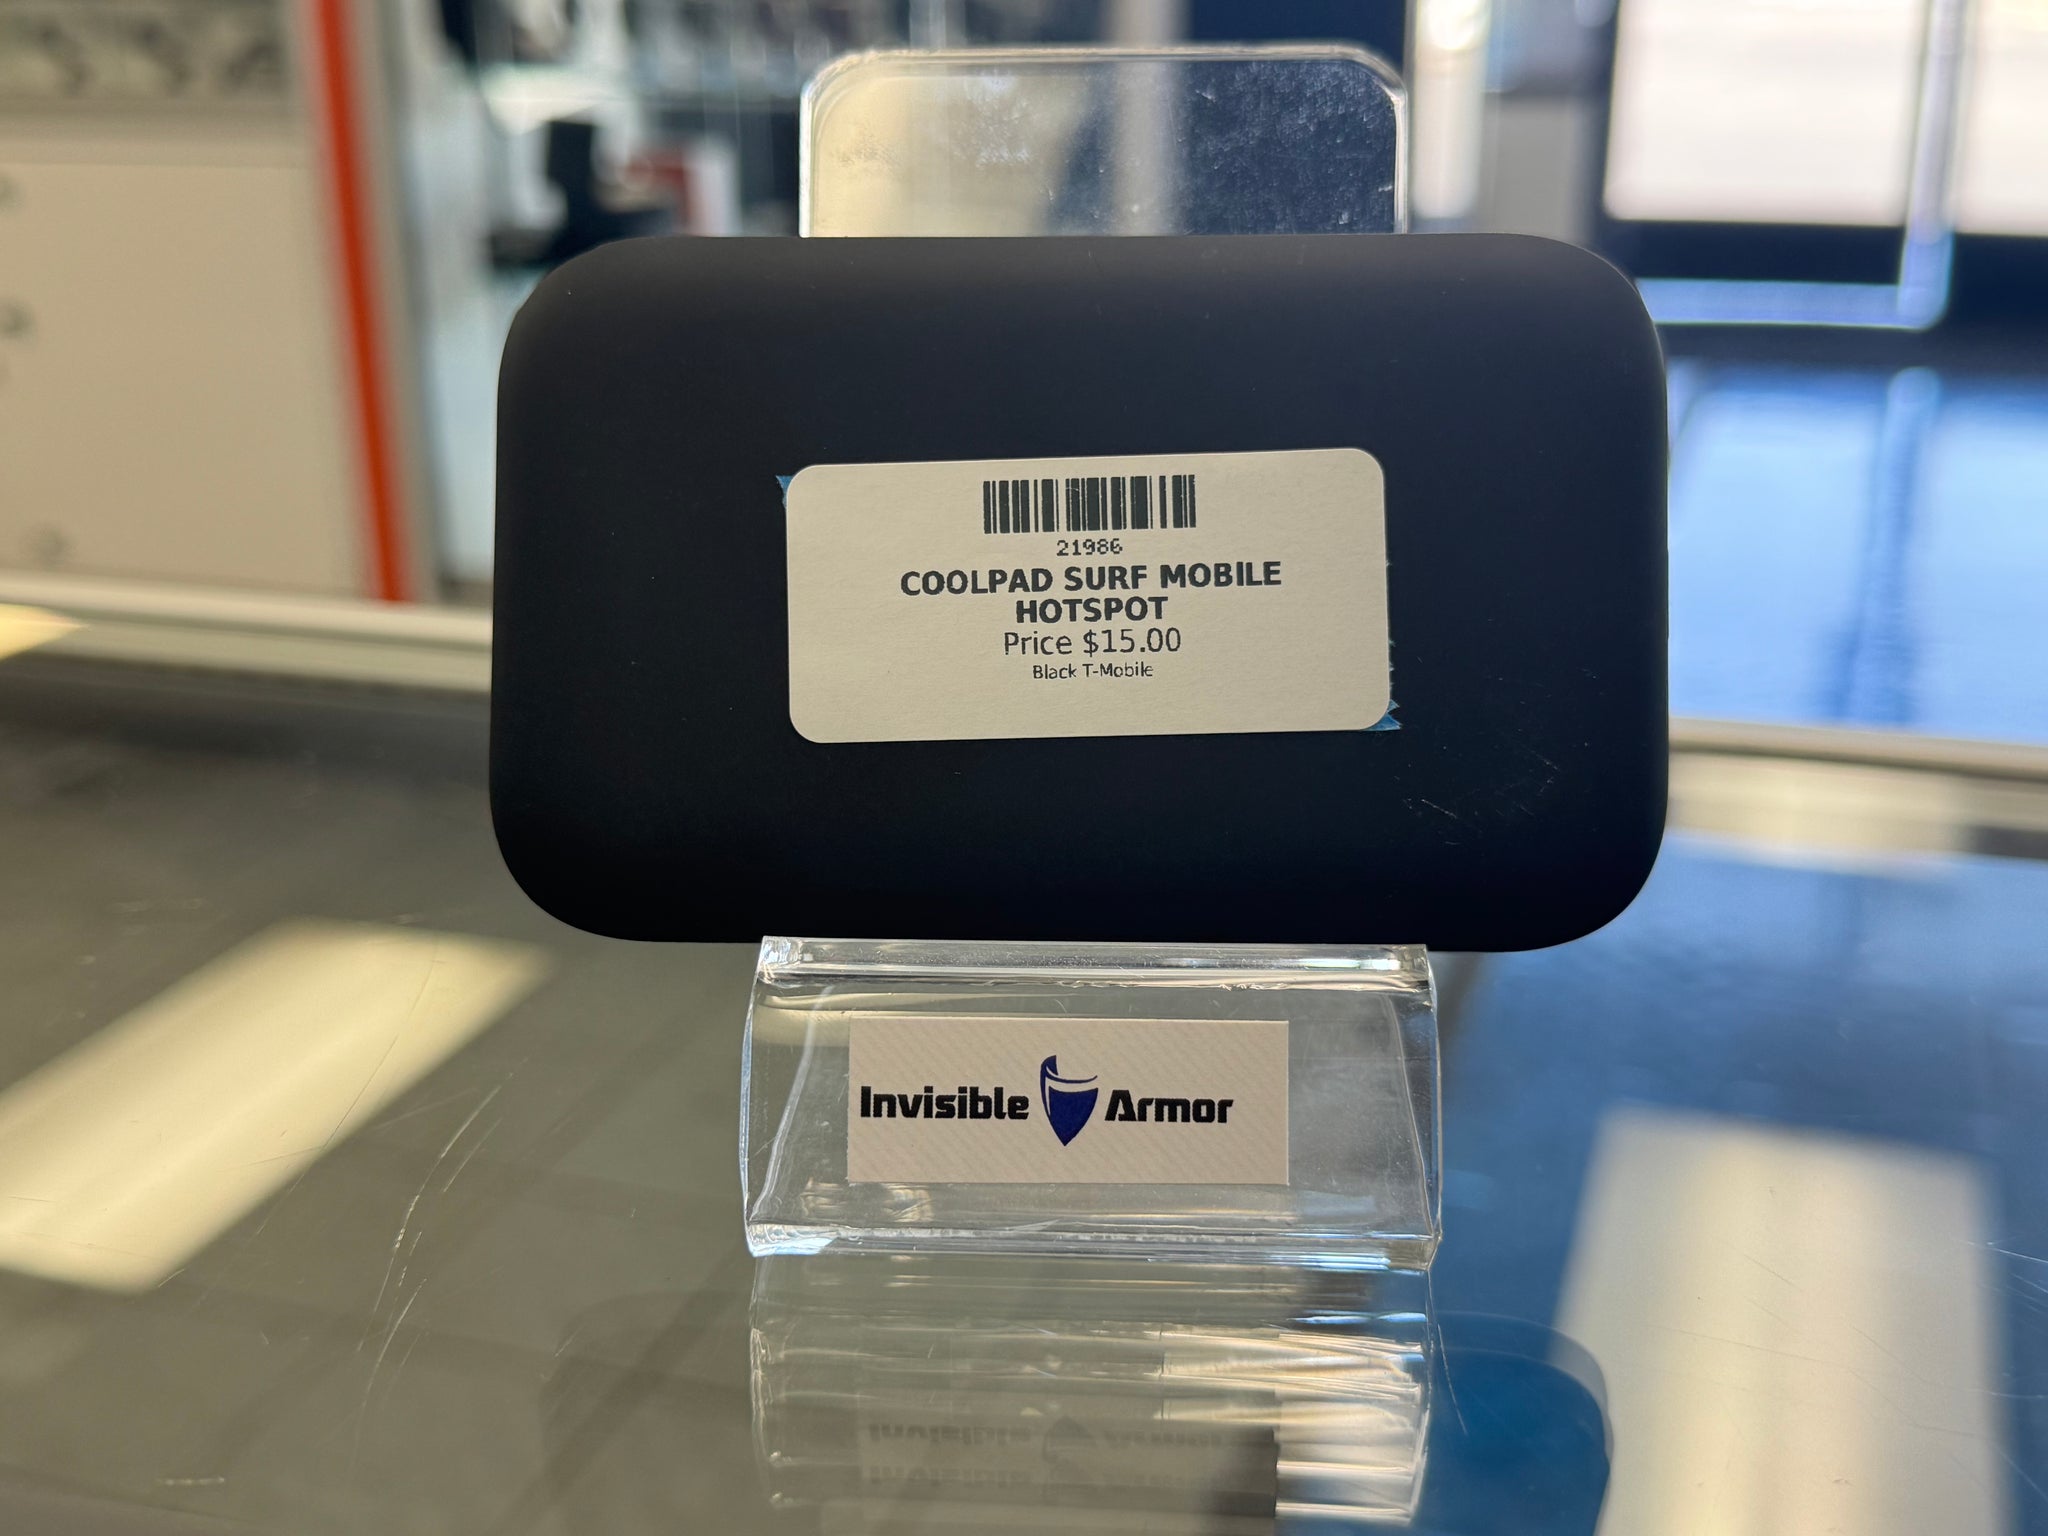 21986
COOLPAD SURF MOBILE
HOTSPOT
Price $15.00
Black T-Mobile
Invisible Armor